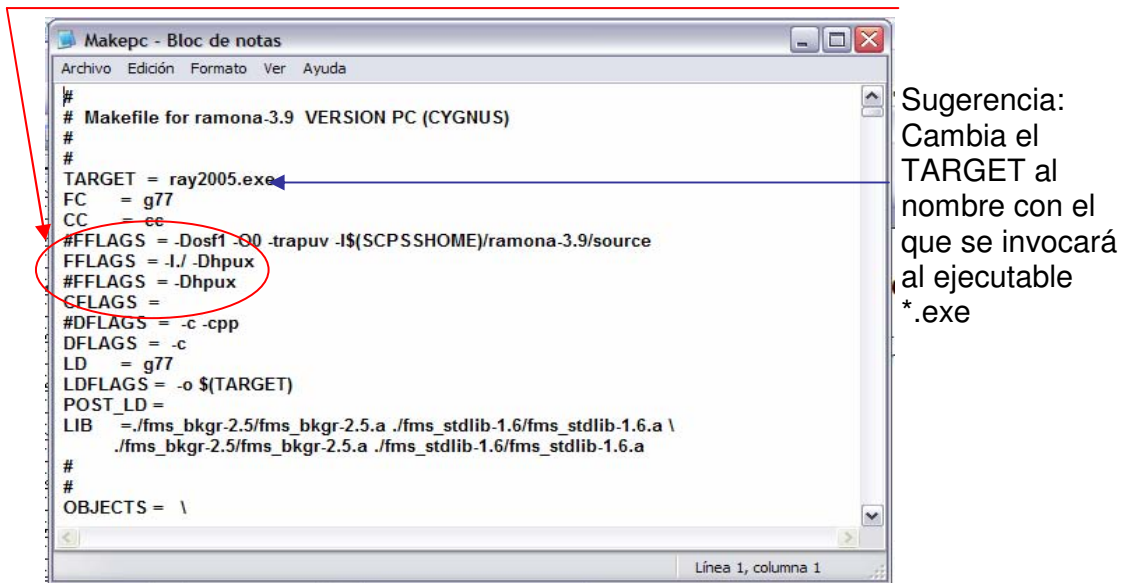 Makepc - Bloc de notas
Archivo Edición Formato Ver Ayuda
#
# Makefile for ramona-3.9 VERSION PC (CYGNUS)
#
#
TARGET = ray2005.exe
FC = g77
CC = cc
#FFLAGS = -Dosf1 -O0 -trapuv -I$(SCPSSHOME)/ramona-3.9/source
FFLAGS = -I./ -Dhpux
#FFLAGS = -Dhpux
CFLAGS =
#DFLAGS = -c -cpp
DFLAGS = -c
LD = g77
LDFLAGS = -o $(TARGET)
POST_LD =
LIB =./fms_bkgr-2.5/fms_bkgr-2.5.a ./fms_stdlib-1.6/fms_stdlib-1.6.a \
./fms_bkgr-2.5/fms_bkgr-2.5.a ./fms_stdlib-1.6/fms_stdlib-1.6.a
#
#
OBJECTS = \
Línea 1, columna 1
Sugerencia:
Cambia el
TARGET al
nombre con el
que se invocará
al ejecutable
*.exe